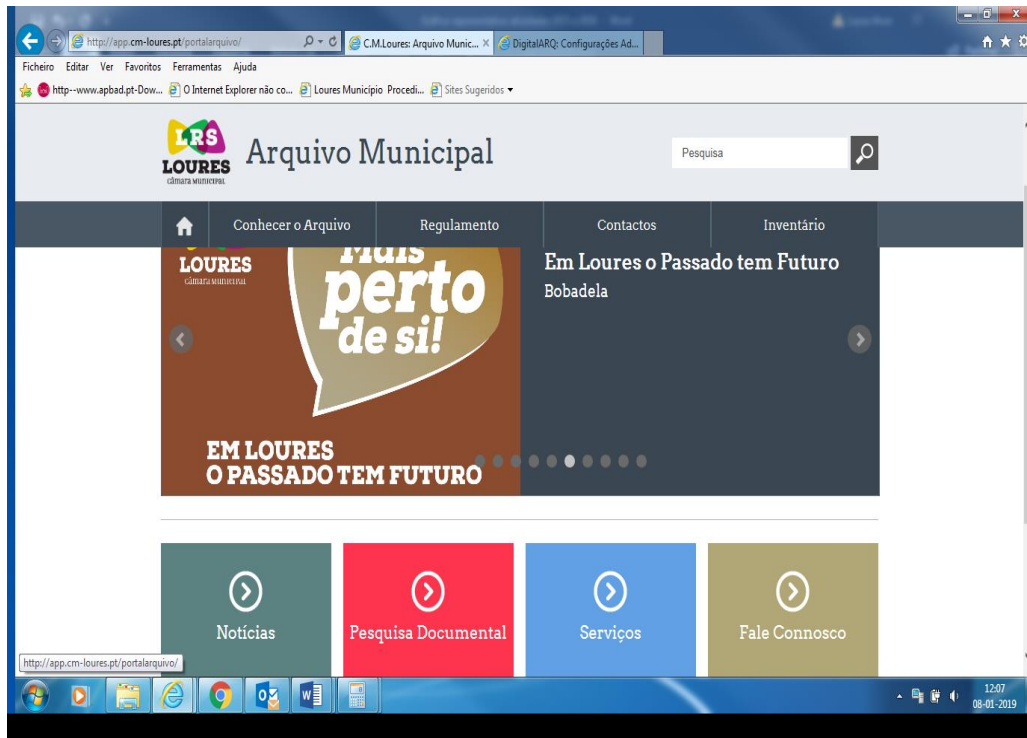 http://app.cm-loures.pt/portalarquivo/
C.M.Loures: Arquivo Munic...
DigitalARQ: Configurações Ad...
Ficheiro Editar Ver Favoritos Ferramentas Ajuda
http--www.apbad.pt-Dow... O Internet Explorer não co... Loures Município Procedi... Sites Sugeridos
LRS
LOURES
câmara municipal
Arquivo Municipal
Pesquisa
Conhecer o Arquivo
Regulamento
Contactos
Inventário
LOURES
câmara municipal
Mais
perto
de si!
EM LOURES
O PASSADO TEM FUTURO
Em Loures o Passado tem Futuro
Bobadela
Notícias
Pesquisa Documental
Serviços
Fale Connosco
http://app.cm-loures.pt/portalarquivo/
12:07
08-01-2019